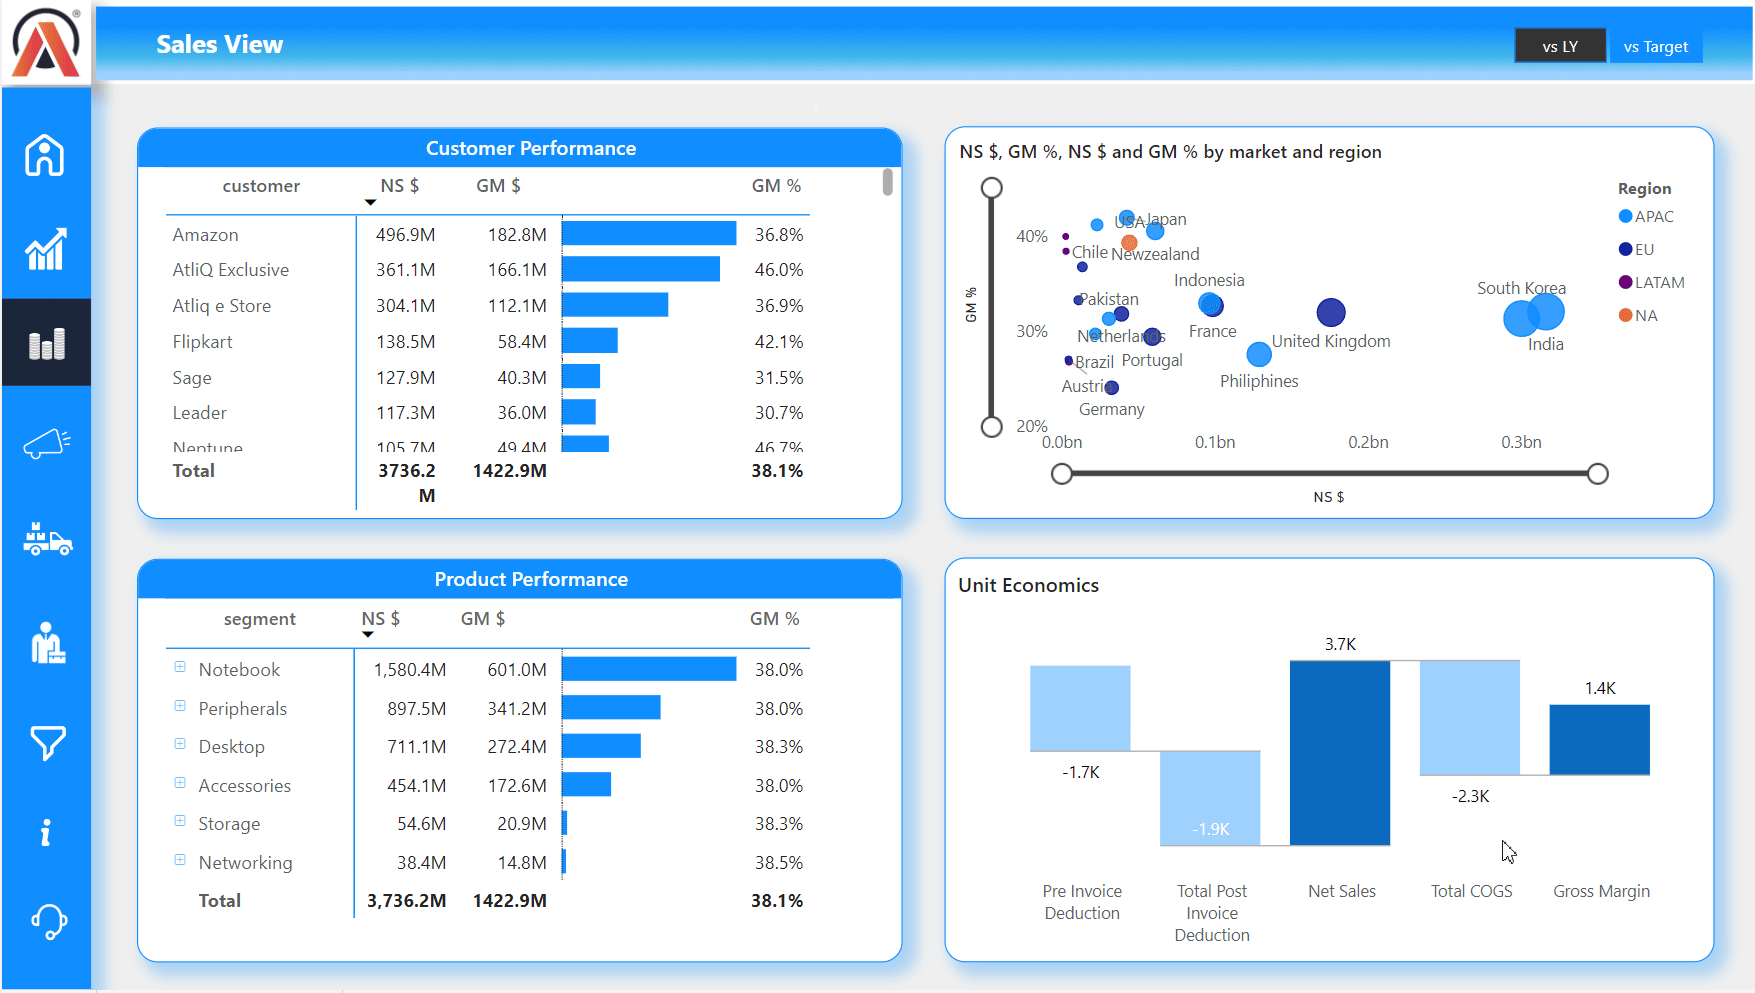 ®
Sales View
vs LY
vs Target
Customer Performance
customer NS $ GM $ GM %
Amazon 496.9M 182.8M 36.8%
AtliQ Exclusive 361.1M 166.1M 46.0%
Atliq e Store 304.1M 112.1M 36.9%
Flipkart 138.5M 58.4M 42.1%
Sage 127.9M 40.3M 31.5%
Leader 117.3M 36.0M 30.7%
Neptune 105.7M 49.4M 46.7%
Total 3736.2 1422.9M 38.1%
M
NS $, GM %, NS $ and GM % by market and region
Region
APAC
EU
LATAM
NA
GM %
40%
30%
20%
USA Japan
Chile Newzealand
Indonesia
South Korea
Pakistan
Netherlands
France
United Kingdom
India
Brazil Portugal
Philiphines
Austria
Germany
0.0bn 0.1bn 0.2bn 0.3bn
NS $
Product Performance
segment NS $ GM $ GM %
Notebook 1,580.4M 601.0M 38.0%
Peripherals 897.5M 341.2M 38.0%
Desktop 711.1M 272.4M 38.3%
Accessories 454.1M 172.6M 38.0%
Storage 54.6M 20.9M 38.3%
Networking 38.4M 14.8M 38.5%
Total 3,736.2M 1422.9M 38.1%
Unit Economics
3.7K
1.4K
-1.7K
-2.3K
-1.9K
Pre Invoice
Deduction
Total Post
Invoice
Deduction
Net Sales
Total COGS
Gross Margin